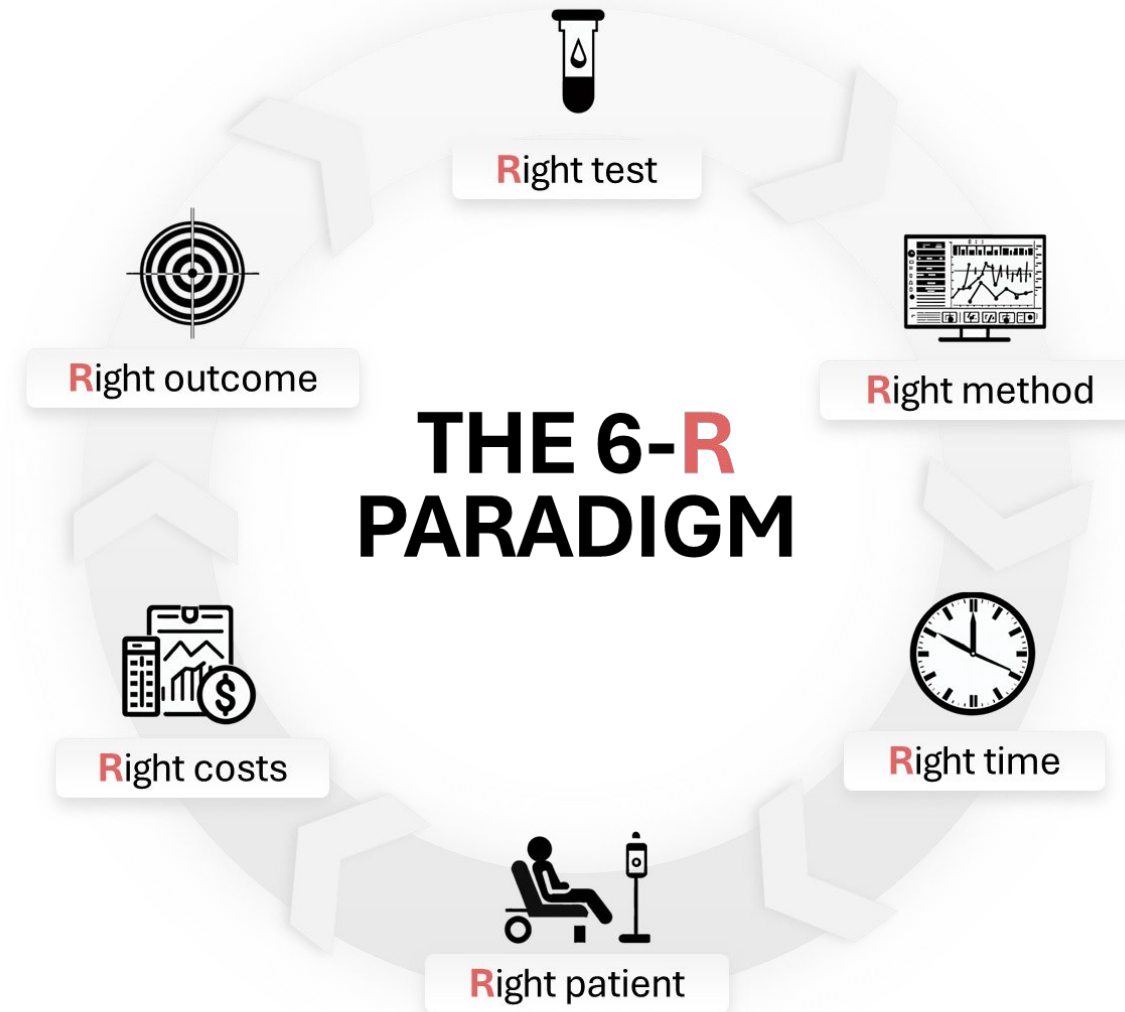 Right test
Right method
Right time
Right patient
Right costs
Right outcome
THE 6-R
PARADIGM
$